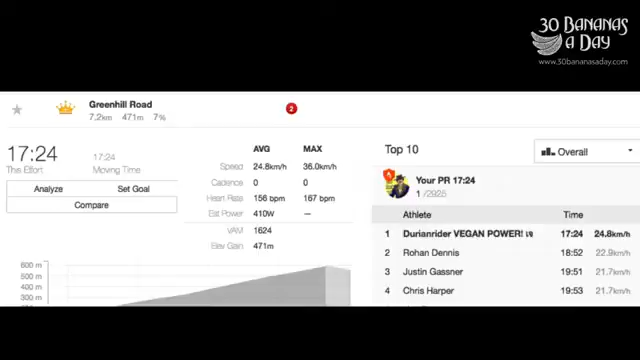 30 BANANAS
A DAY
www.30bananasaday.com
Greenhill Road
7.2km 471m 7%
2
17:24
The Effort
17:24
Moving Time
Analyze Set Goal
Compare
AVG MAX
Speed 24.8km/h 36.0km/h
Cadence 0 0
Heart Rate 156 bpm 167 bpm
Est Power 410W —
VAM 1624
Elev Gain 471m
600 m
500 m
400 m
300 m
Top 10
Overall
Your PR 17:24
1 /2925
Athlete Time
1 Durianrider VEGAN POWER! 17:24 24.8km/h
2 Rohan Dennis 18:52 22.9km/h
3 Justin Gassner 19:51 21.7km/h
4 Chris Harper 19:53 21.7km/h